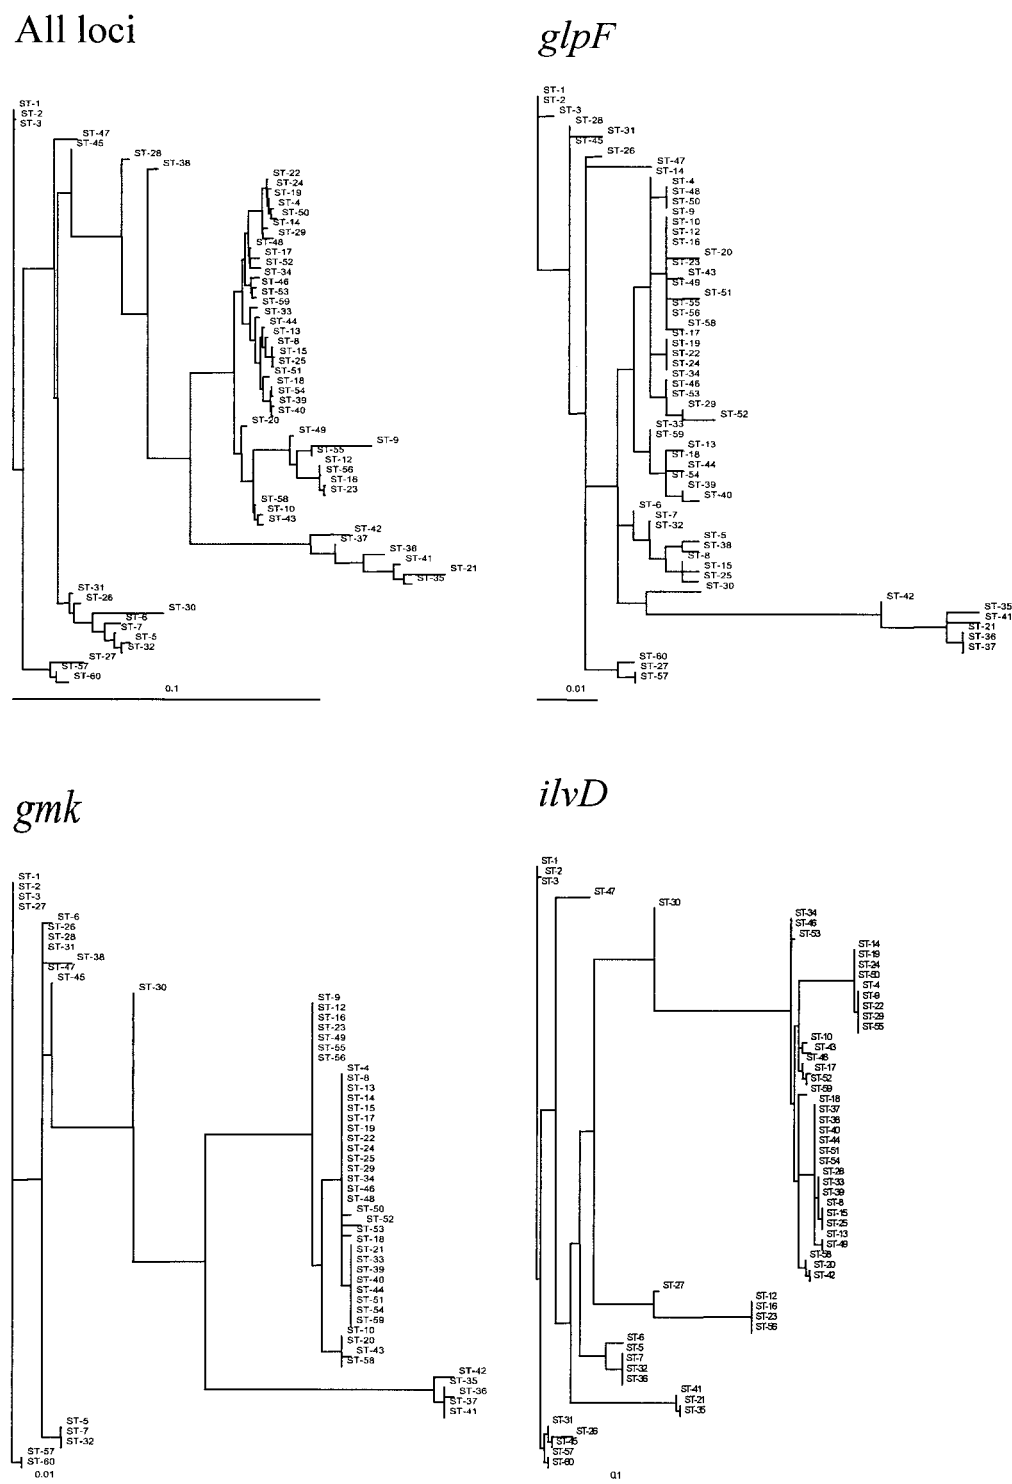 All loci
ST-1
ST-2
ST-3
ST-47
ST-45
ST-28
ST-38
ST-22
ST-24
ST-19
ST-4
ST-50
ST-14
ST-29
ST-48
ST-17
ST-52
ST-34
ST-46
ST-53
ST-59
ST-33
ST-44
ST-13
ST-8
ST-15
ST-25
ST-51
ST-18
ST-54
ST-39
ST-40
ST-20
ST-49
ST-9
ST-55
ST-12
ST-56
ST-16
ST-23
ST-58
ST-10
ST-43
ST-42
ST-37
ST-36
ST-41
ST-21
ST-35
ST-31
ST-26
ST-30
ST-6
ST-7
ST-5
ST-32
ST-27
ST-57
ST-60
0.1
glpF
ST-1
ST-2
ST-3
ST-28
ST-31
ST-45
ST-26
ST-47
ST-14
ST-4
ST-48
ST-50
ST-9
ST-10
ST-12
ST-16
ST-20
ST-23
ST-43
ST-49
ST-51
ST-55
ST-56
ST-58
ST-17
ST-19
ST-22
ST-24
ST-34
ST-46
ST-53
ST-29
ST-52
ST-33
ST-59
ST-13
ST-18
ST-44
ST-54
ST-39
ST-40
ST-6
ST-7
ST-32
ST-5
ST-38
ST-8
ST-15
ST-25
ST-30
ST-42
ST-35
ST-41
ST-21
ST-36
ST-37
ST-60
ST-27
ST-57
0.01
gmk
ST-1
ST-2
ST-3
ST-27
ST-6
ST-26
ST-28
ST-31
ST-38
ST-47
ST-45
ST-30
ST-9
ST-12
ST-16
ST-23
ST-49
ST-55
ST-56
ST-4
ST-8
ST-13
ST-14
ST-15
ST-17
ST-19
ST-22
ST-24
ST-25
ST-29
ST-34
ST-46
ST-48
ST-50
ST-52
ST-53
ST-18
ST-21
ST-33
ST-39
ST-40
ST-44
ST-51
ST-54
ST-59
ST-10
ST-20
ST-43
ST-58
ST-42
ST-35
ST-36
ST-37
ST-41
ST-5
ST-7
ST-32
ST-57
ST-60
0.01
ilvD
ST-1
ST-2
ST-3
ST-47
ST-30
ST-34
ST-46
ST-53
ST-14
ST-19
ST-24
ST-50
ST-4
ST-9
ST-22
ST-29
ST-55
ST-10
ST-43
ST-48
ST-17
ST-52
ST-59
ST-18
ST-37
ST-38
ST-40
ST-44
ST-51
ST-54
ST-28
ST-33
ST-39
ST-8
ST-15
ST-25
ST-13
ST-49
ST-58
ST-20
ST-42
ST-27
ST-12
ST-16
ST-23
ST-56
ST-6
ST-5
ST-7
ST-32
ST-36
ST-41
ST-21
ST-35
ST-31
ST-26
ST-45
ST-57
ST-60
0.1